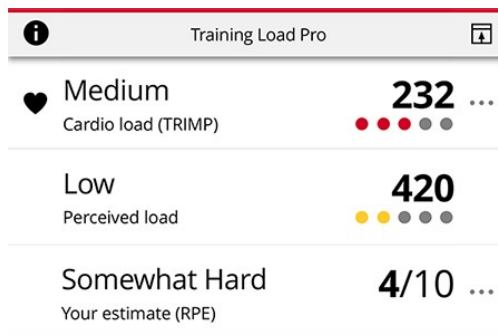 Training Load Pro
Medium 232
Cardio load (TRIMP)
Low 420
Perceived load
Somewhat Hard 4/10
Your estimate (RPE)